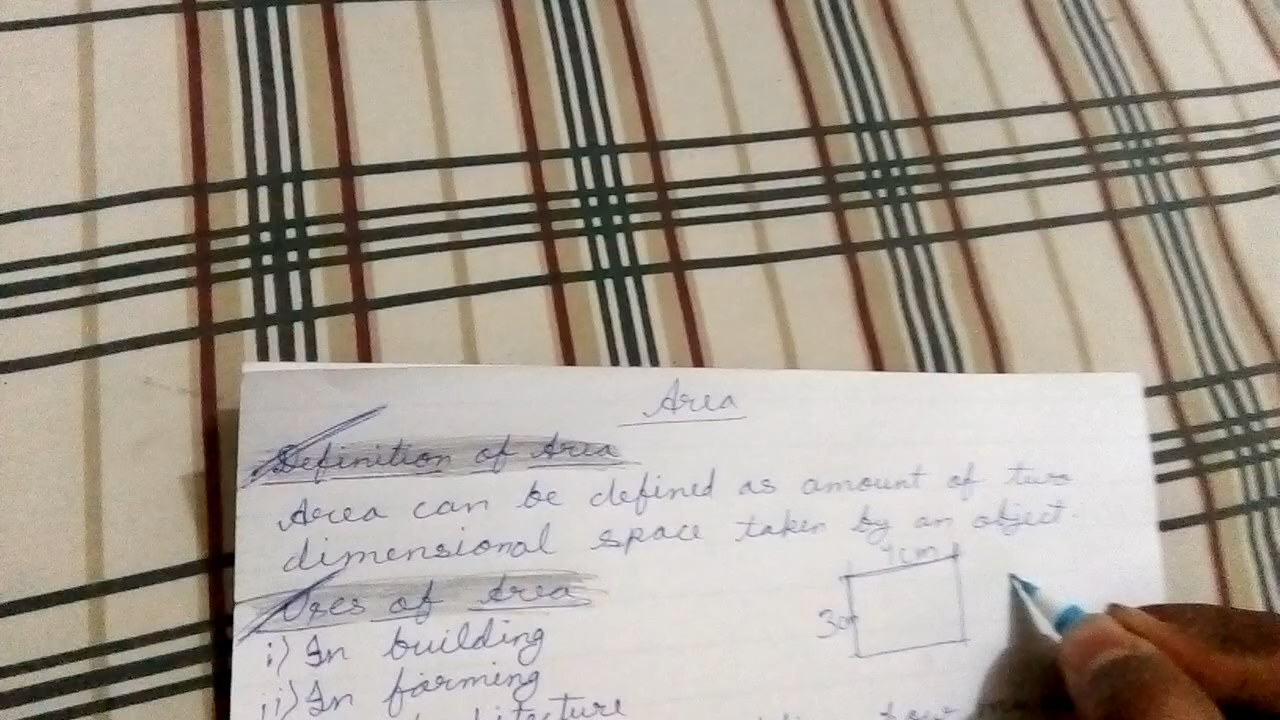 Area
Definition of Area
Area can be defined as amount of two
dimensional space taken by an object.
4cm
Uses of Area
3c
i) In building
ii) In farming